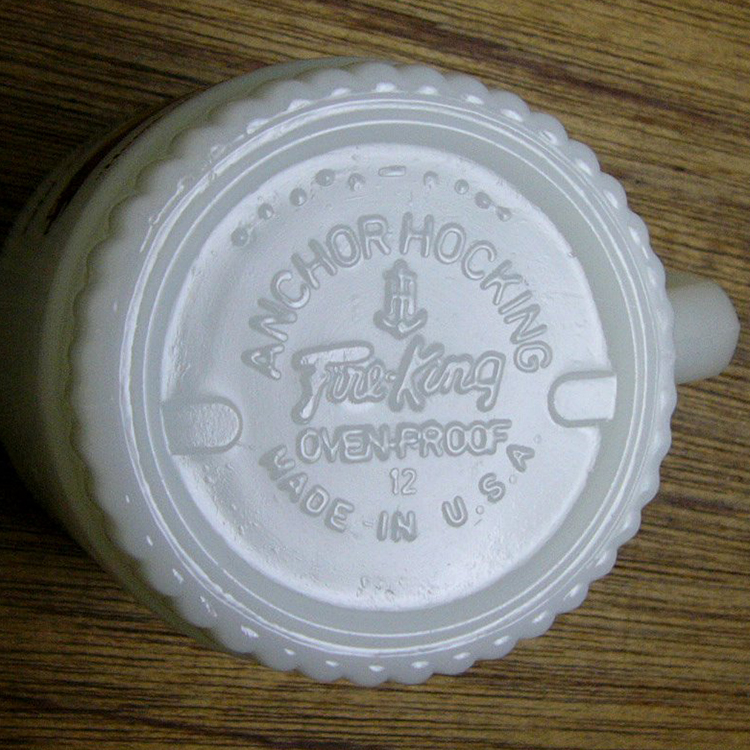 ANCHOR HOCKING
Fire-King
OVEN-PROOF
12
MADE IN U.S.A.